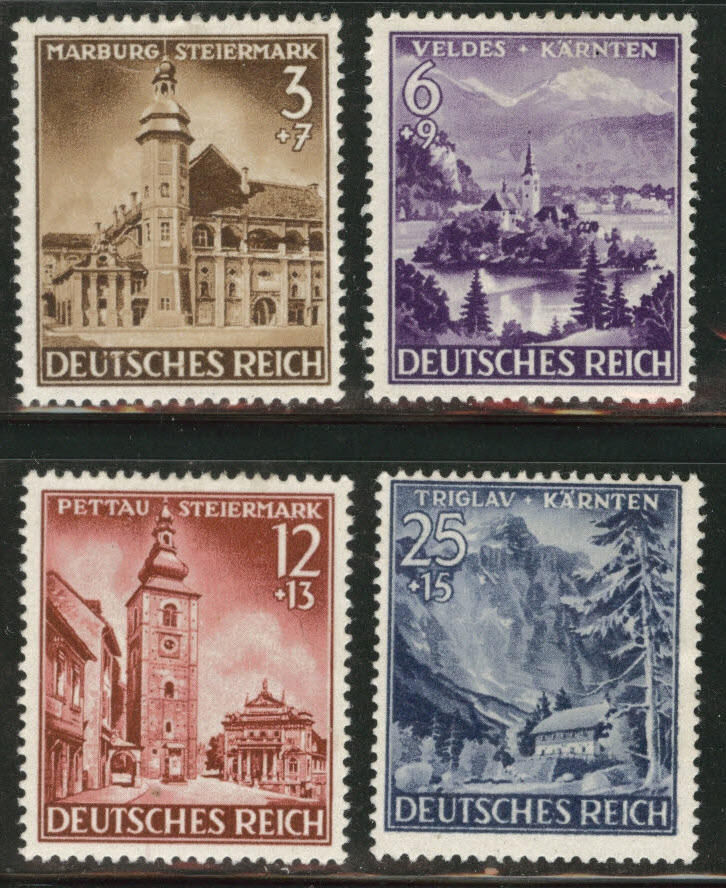 MARBURG STEIERMARK
3
+7
DEUTSCHES REICH
VELDES + KÄRNTEN
6
+9
DEUTSCHES REICH
PETTAU STEIERMARK
12
+13
DEUTSCHES REICH
TRIGLAV + KÄRNTEN
25
+15
DEUTSCHES REICH